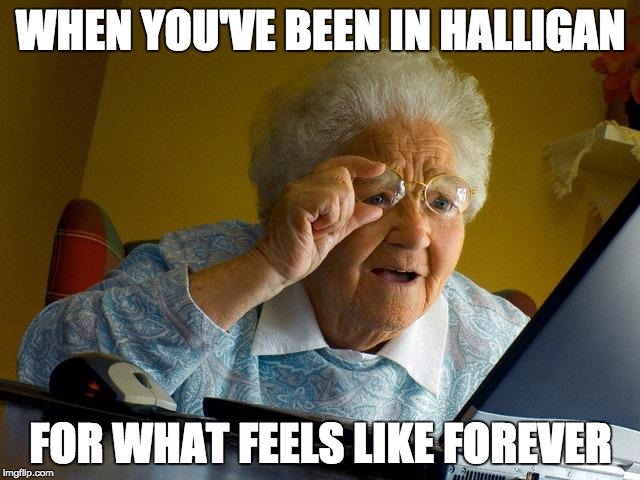 WHEN YOU'VE BEEN IN HALLIGAN
FOR WHAT FEELS LIKE FOREVER
imgflip.com